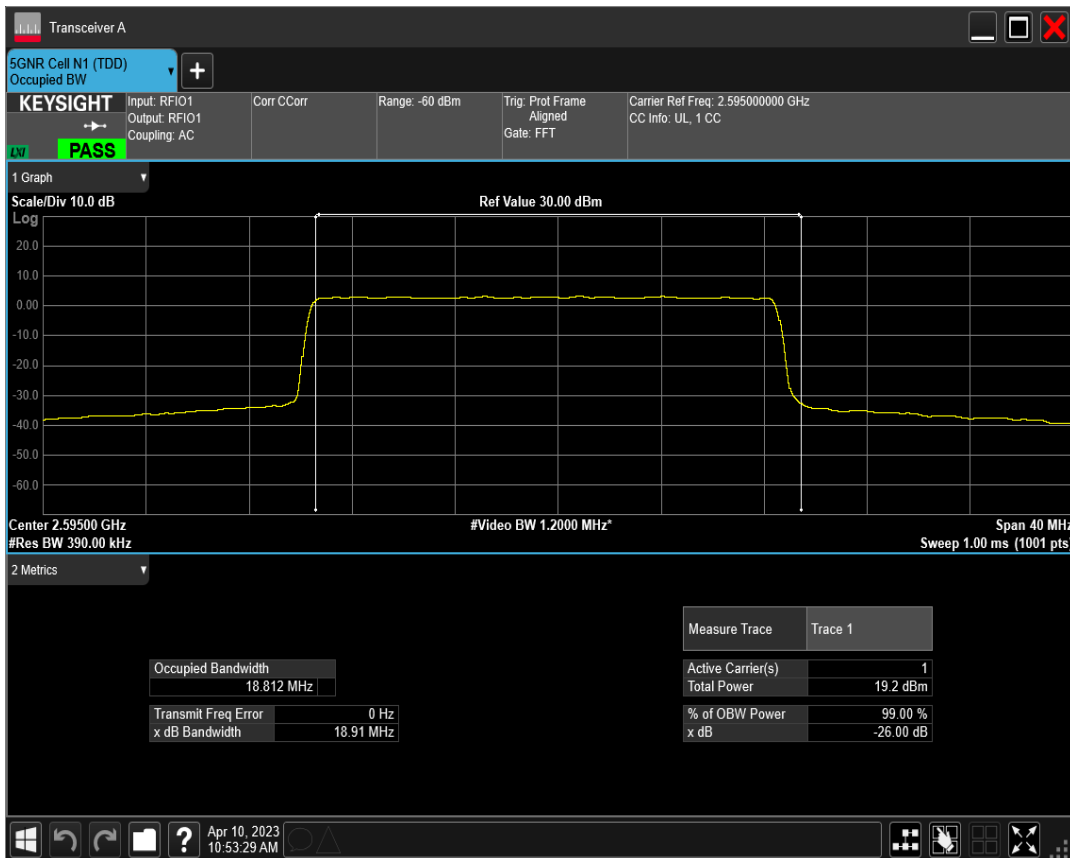 Transceiver A
5GNR Cell N1 (TDD)
Occupied BW
KEYSIGHT
LXI
PASS
Input: RFIO1
Output: RFIO1
Coupling: AC
Corr CCorr
Range: -60 dBm
Trig: Prot Frame
Aligned
Gate: FFT
Carrier Ref Freq: 2.595000000 GHz
CC Info: UL, 1 CC
1 Graph
Scale/Div 10.0 dB
Ref Value 30.00 dBm
Log
20.0
10.0
0.00
-10.0
-20.0
-30.0
-40.0
-50.0
-60.0
Center 2.59500 GHz
#Video BW 1.2000 MHz*
Span 40 MHz
#Res BW 390.00 kHz
Sweep 1.00 ms (1001 pts)
2 Metrics
Measure Trace Trace 1
Occupied Bandwidth
18.812 MHz
Active Carrier(s) 1
Total Power 19.2 dBm
Transmit Freq Error 0 Hz
x dB Bandwidth 18.91 MHz
% of OBW Power 99.00 %
x dB -26.00 dB
Apr 10, 2023
10:53:29 AM